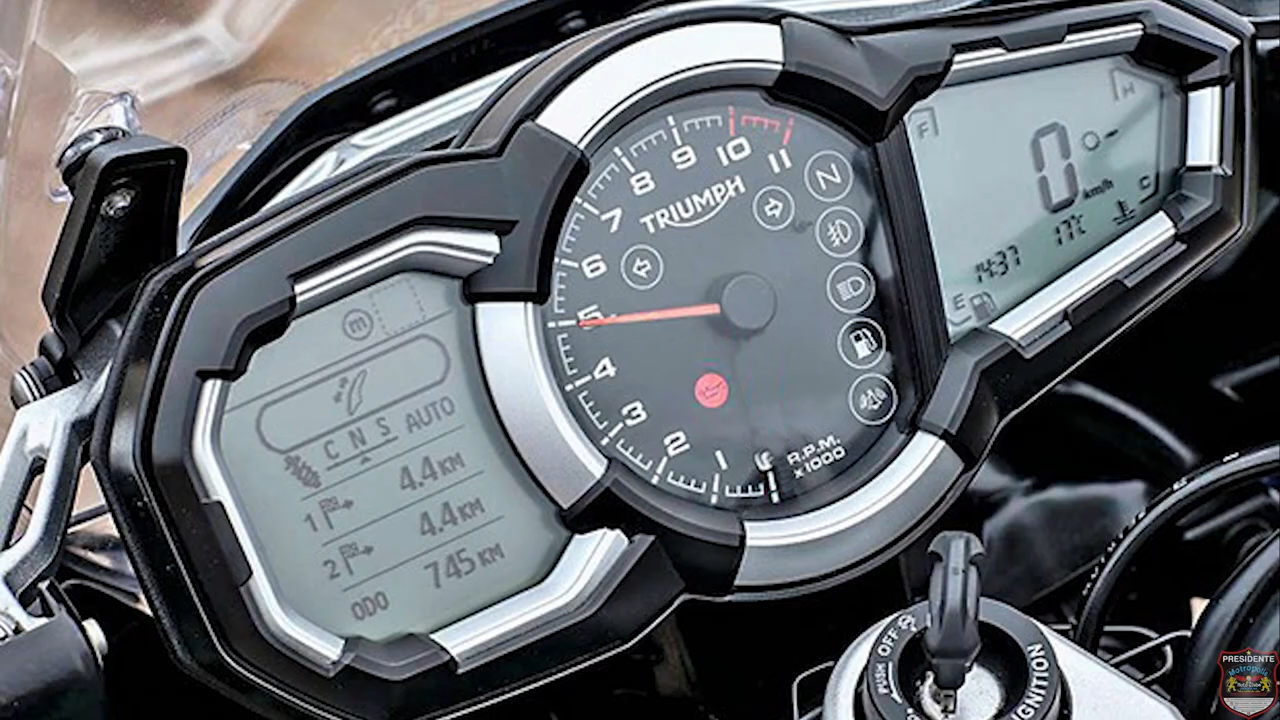 m
C N S AUTO
1 4.4KM
2 4.4KM
ODO 745KM
TRIUMPH
1
2
3
4
5
6
7
8
9
10
11
R.P.M.
x1000
N
F
E
H
C
0
km/h
14:37
17°C
PUSH OFF
IGNITION
PRESIDENTE
Motropolis